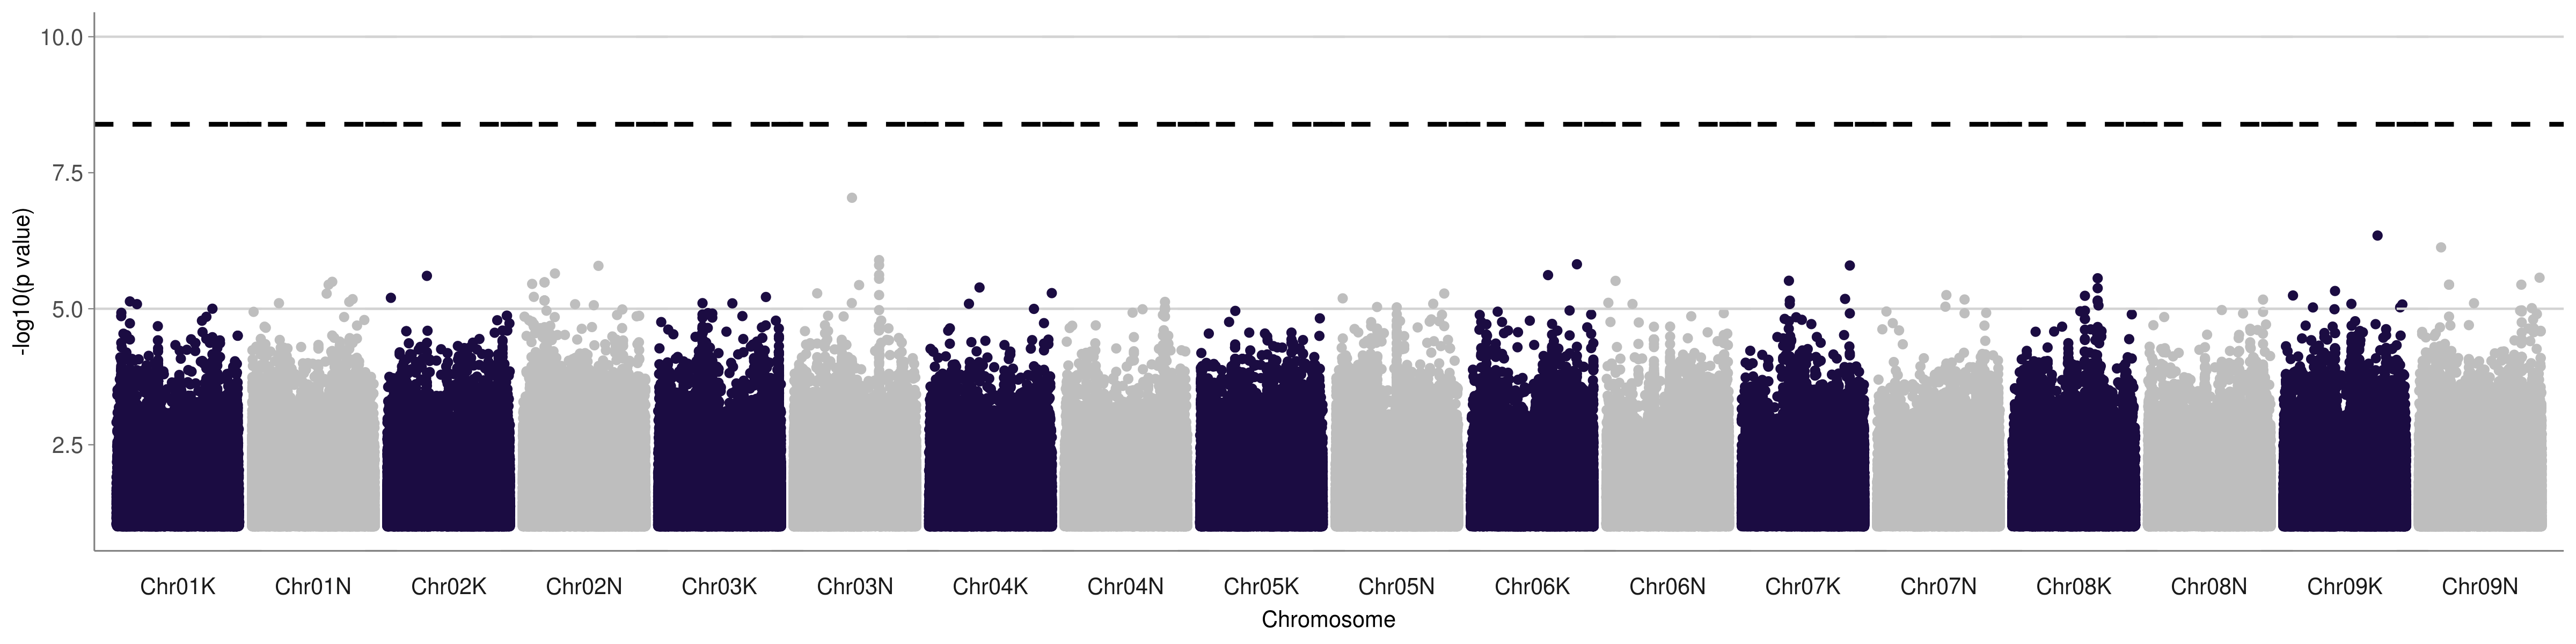 10.0
7.5
5.0
2.5
-log10(p value)
Chr01K Chr01N Chr02K Chr02N Chr03K Chr03N Chr04K Chr04N Chr05K Chr05N Chr06K Chr06N Chr07K Chr07N Chr08K Chr08N Chr09K Chr09N
Chromosome